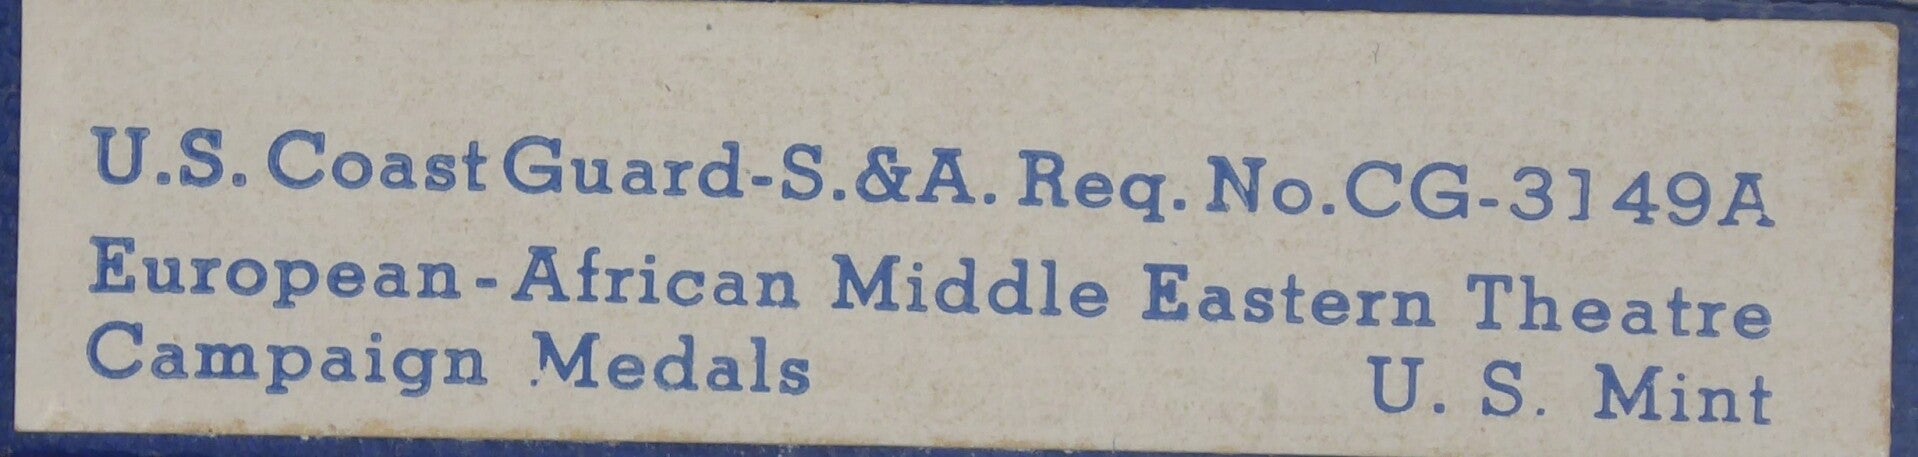 U.S. Coast Guard-S.&A. Req. No.CG-3149A
European-African Middle Eastern Theatre
Campaign Medals U. S. Mint